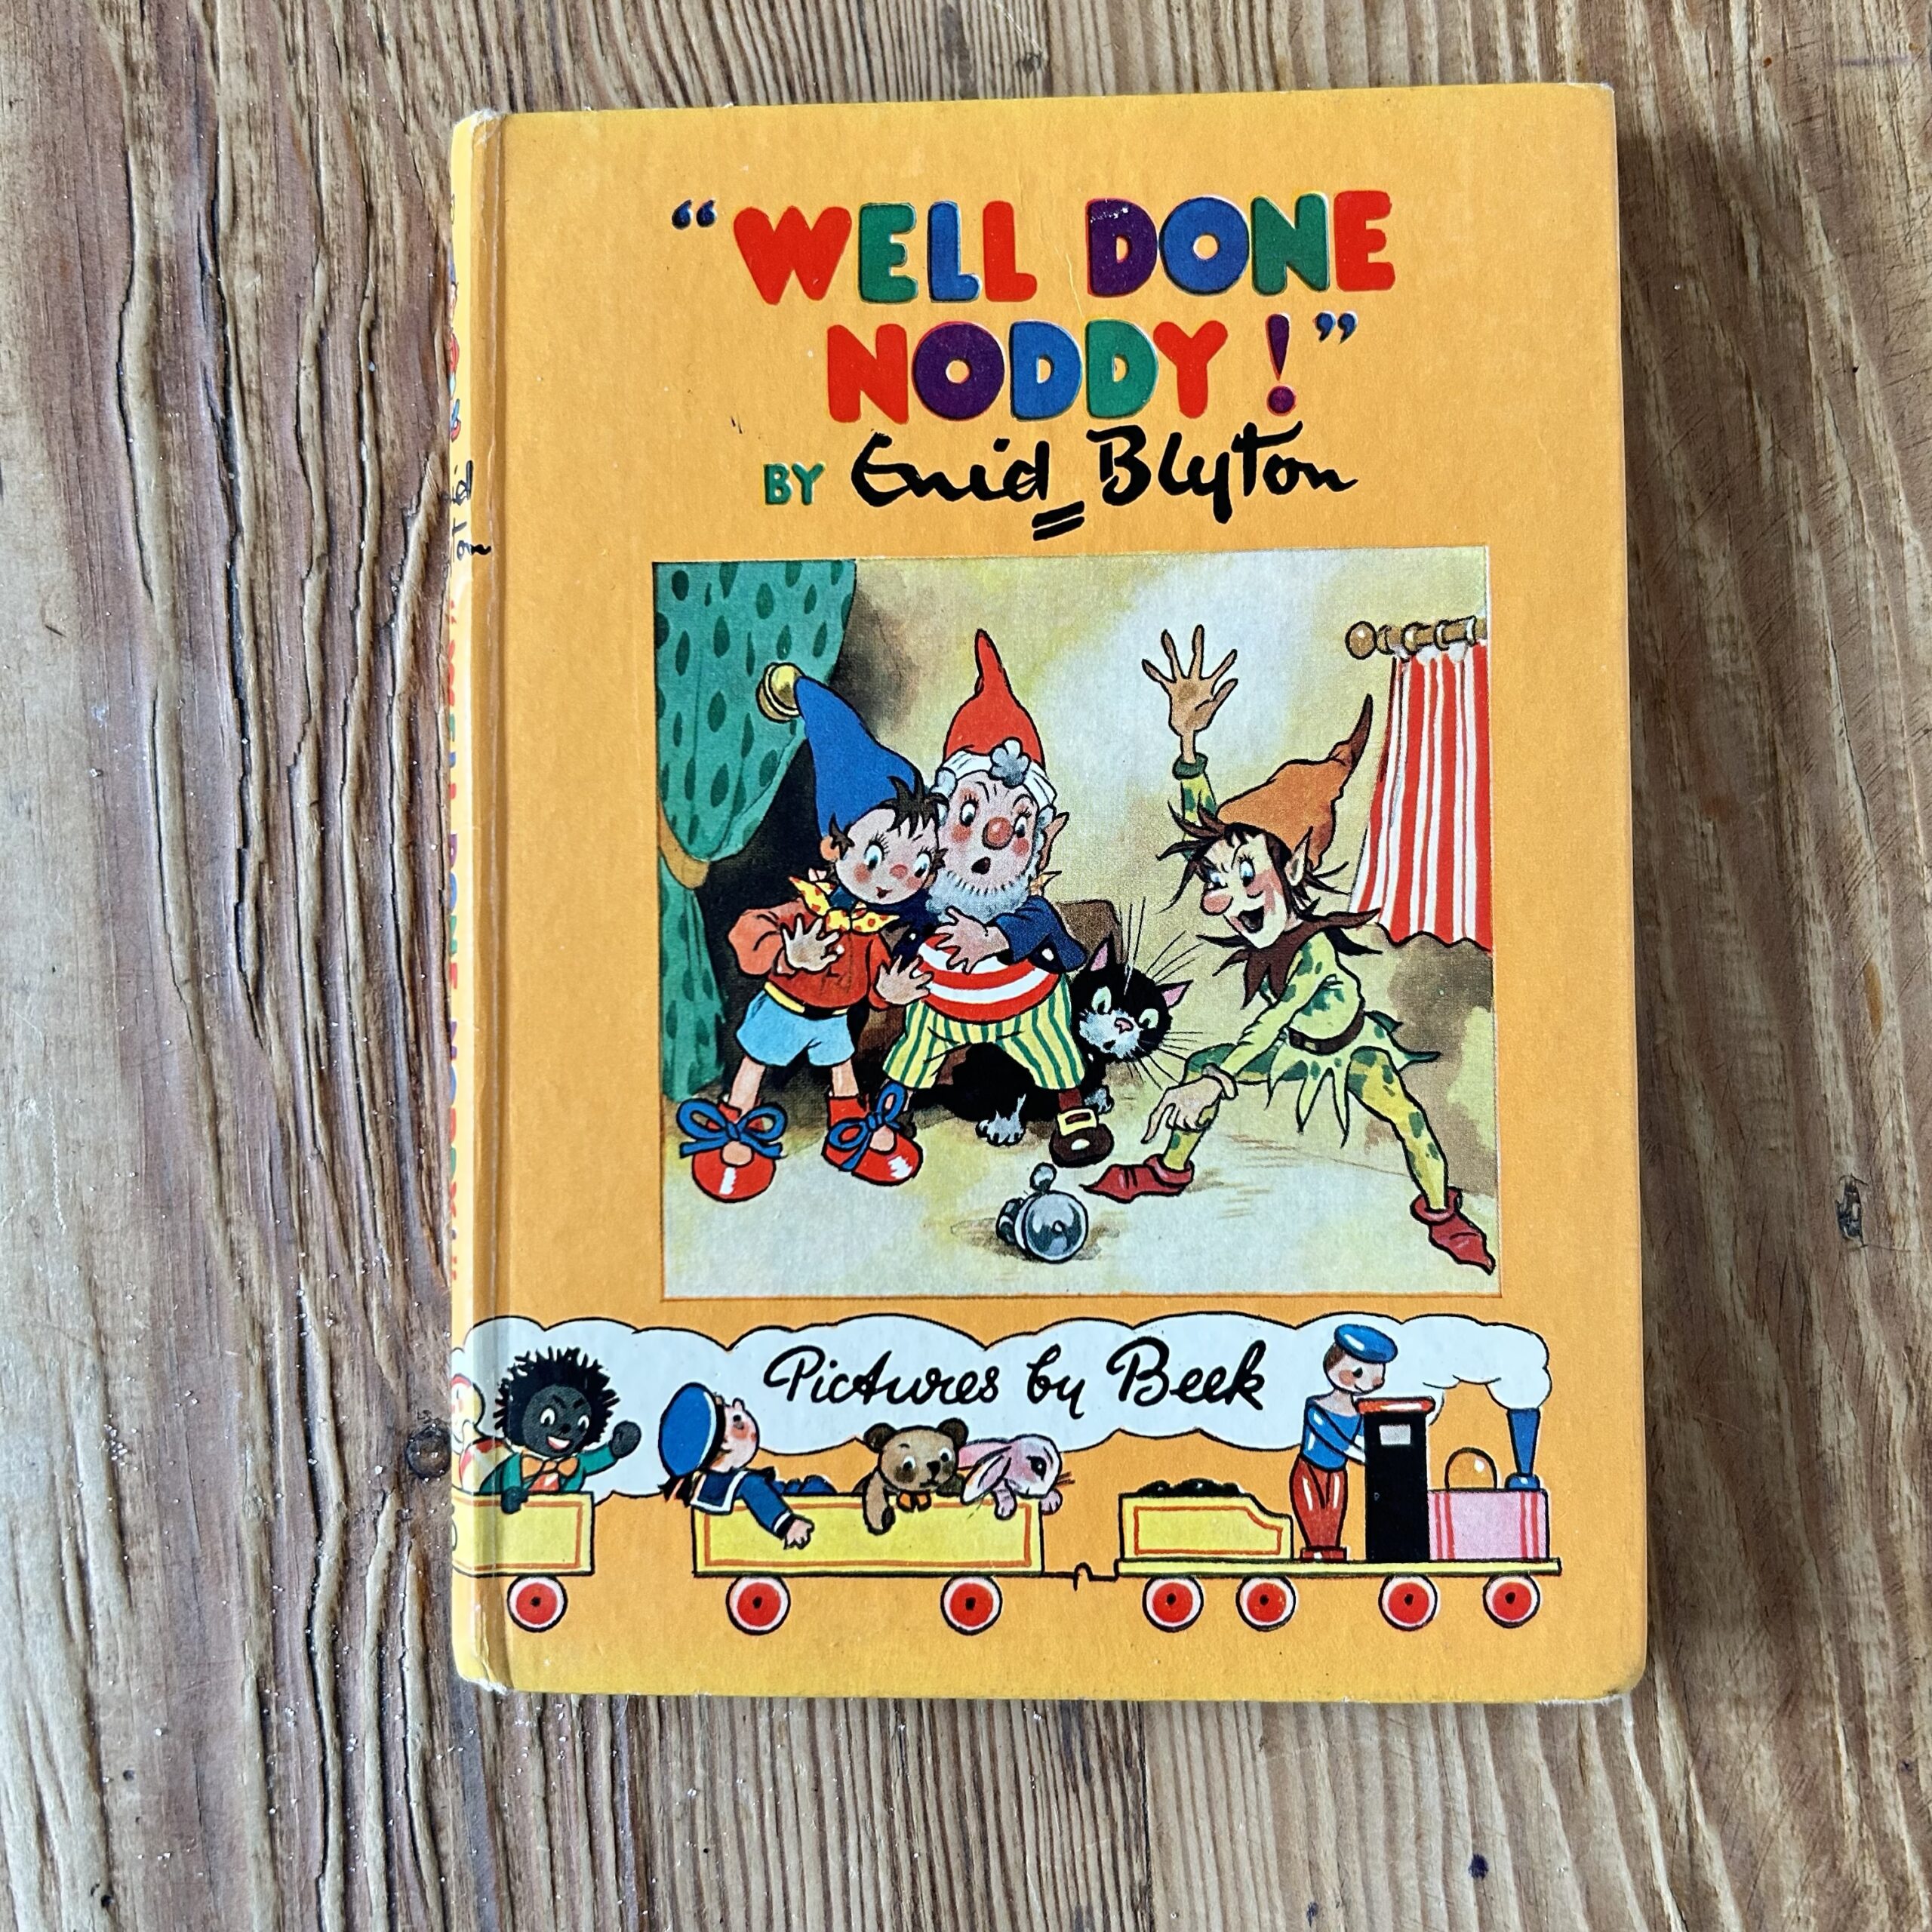 “WELL DONE
NODDY!”
BY Enid Blyton
Pictures by Beek